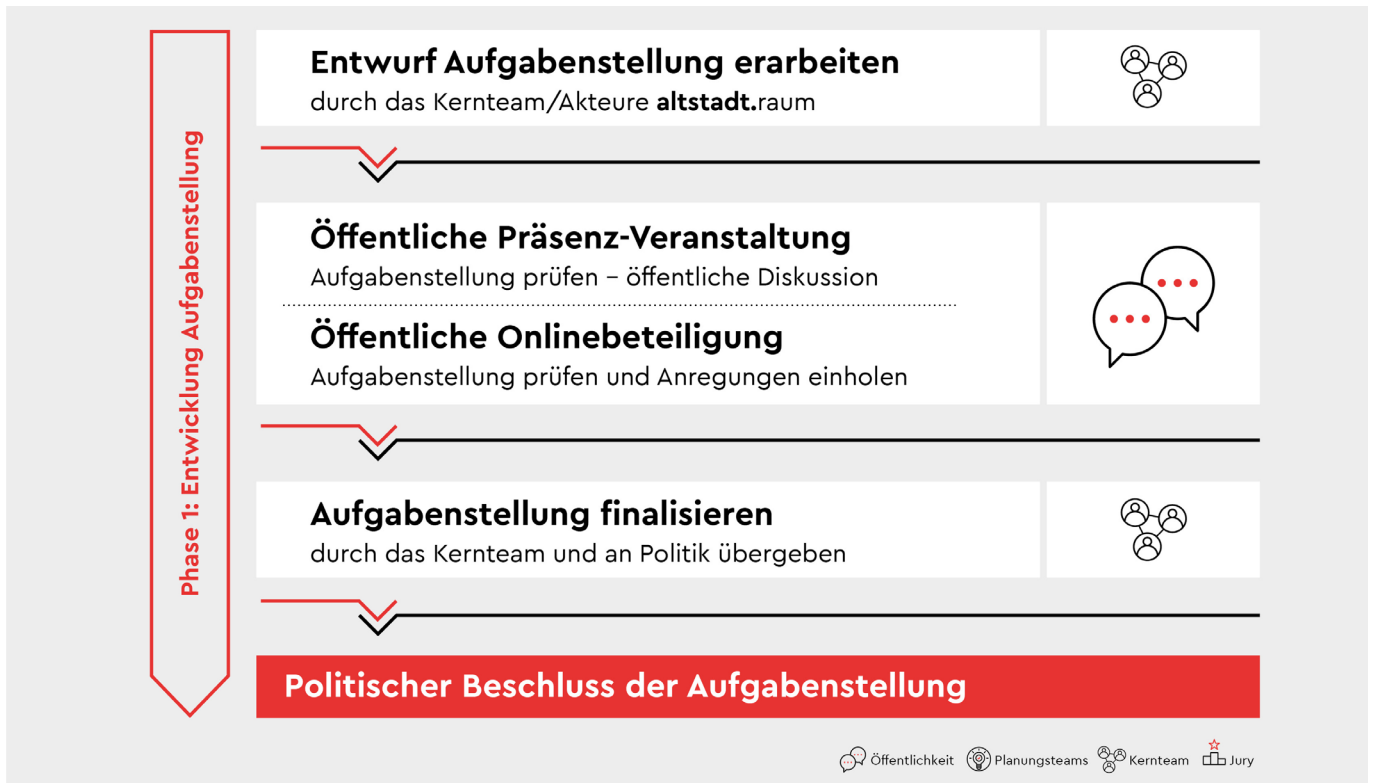 Phase 1: Entwicklung Aufgabenstellung
Entwurf Aufgabenstellung erarbeiten
durch das Kernteam/Akteure altstadt.raum
Öffentliche Präsenz-Veranstaltung
Aufgabenstellung prüfen – öffentliche Diskussion
Öffentliche Onlinebeteiligung
Aufgabenstellung prüfen und Anregungen einholen
Aufgabenstellung finalisieren
durch das Kernteam und an Politik übergeben
Politischer Beschluss der Aufgabenstellung
Öffentlichkeit Planungsteams Kernteam Jury